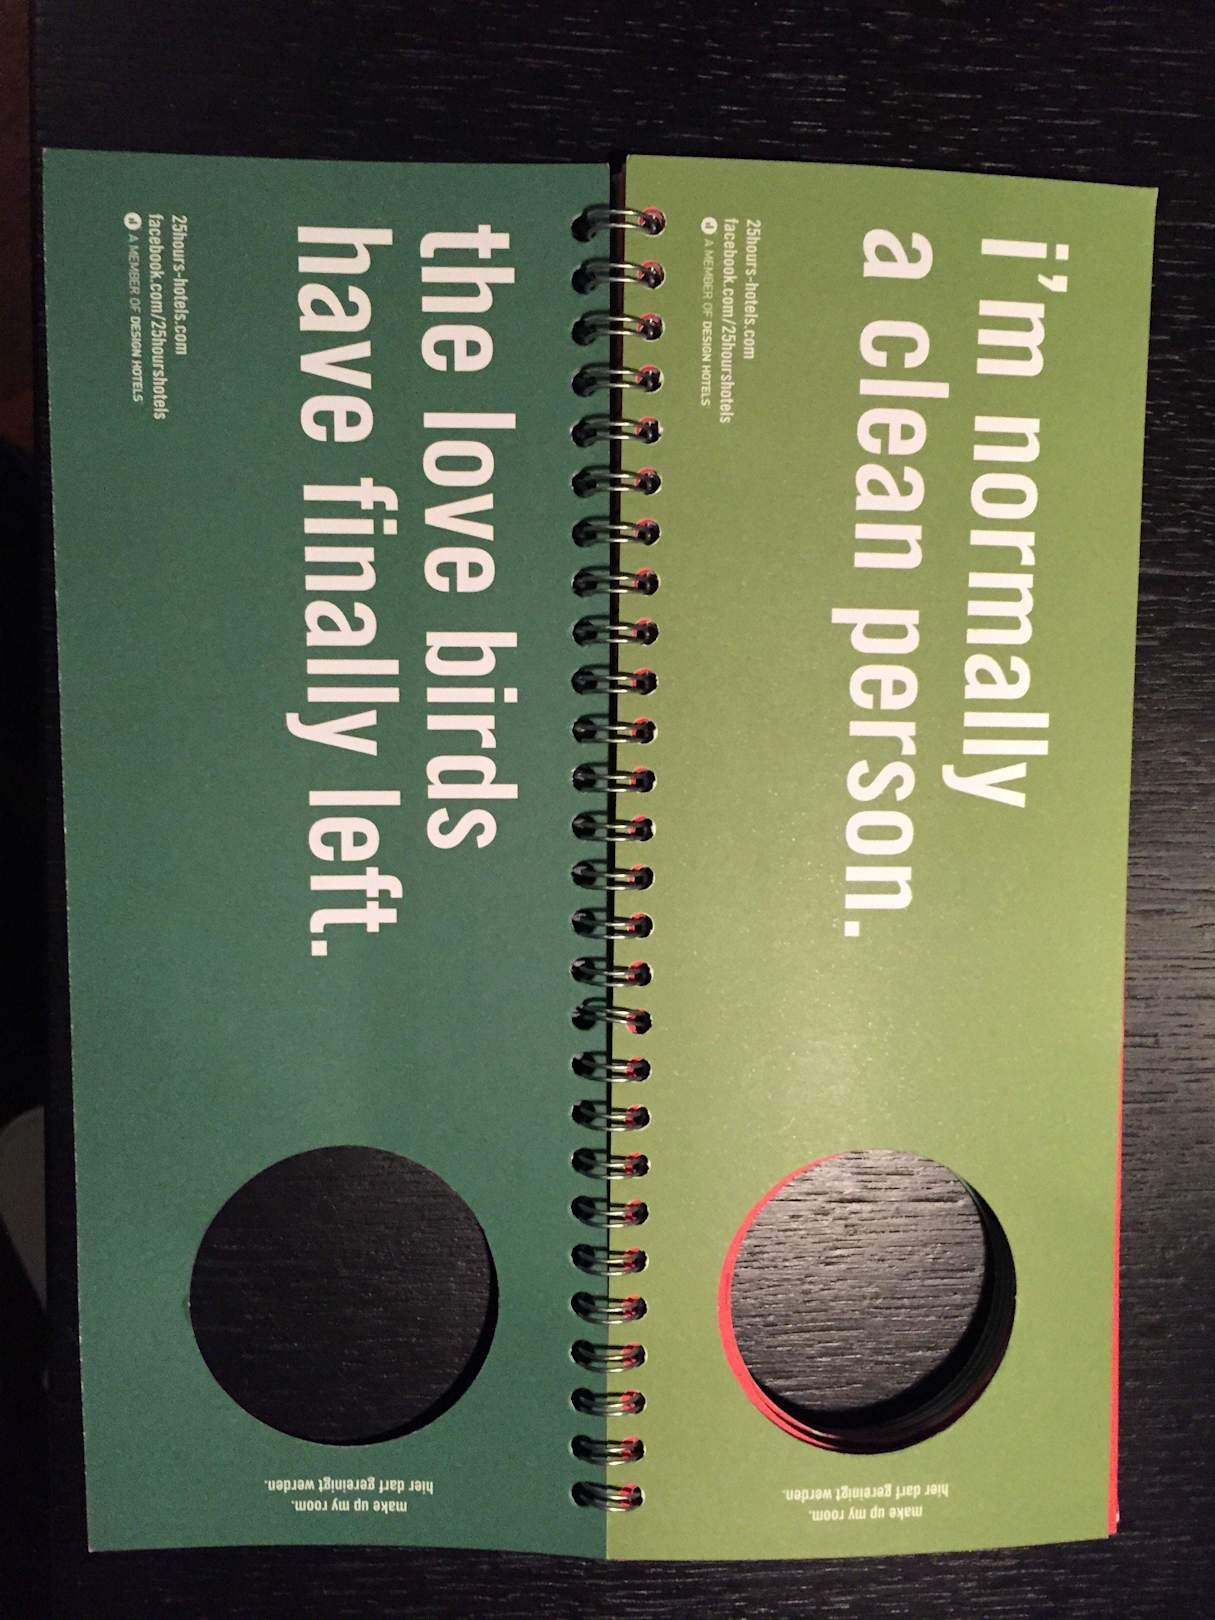 i'm normally
a clean person.
25hours-hotels.com
facebook.com/25hourshotels
A MEMBER OF DESIGN HOTELS
make up my room.
hier darf gereinigt werden.
the love birds
have finally left.
25hours-hotels.com
facebook.com/25hourshotels
A MEMBER OF DESIGN HOTELS
make up my room.
hier darf gereinigt werden.